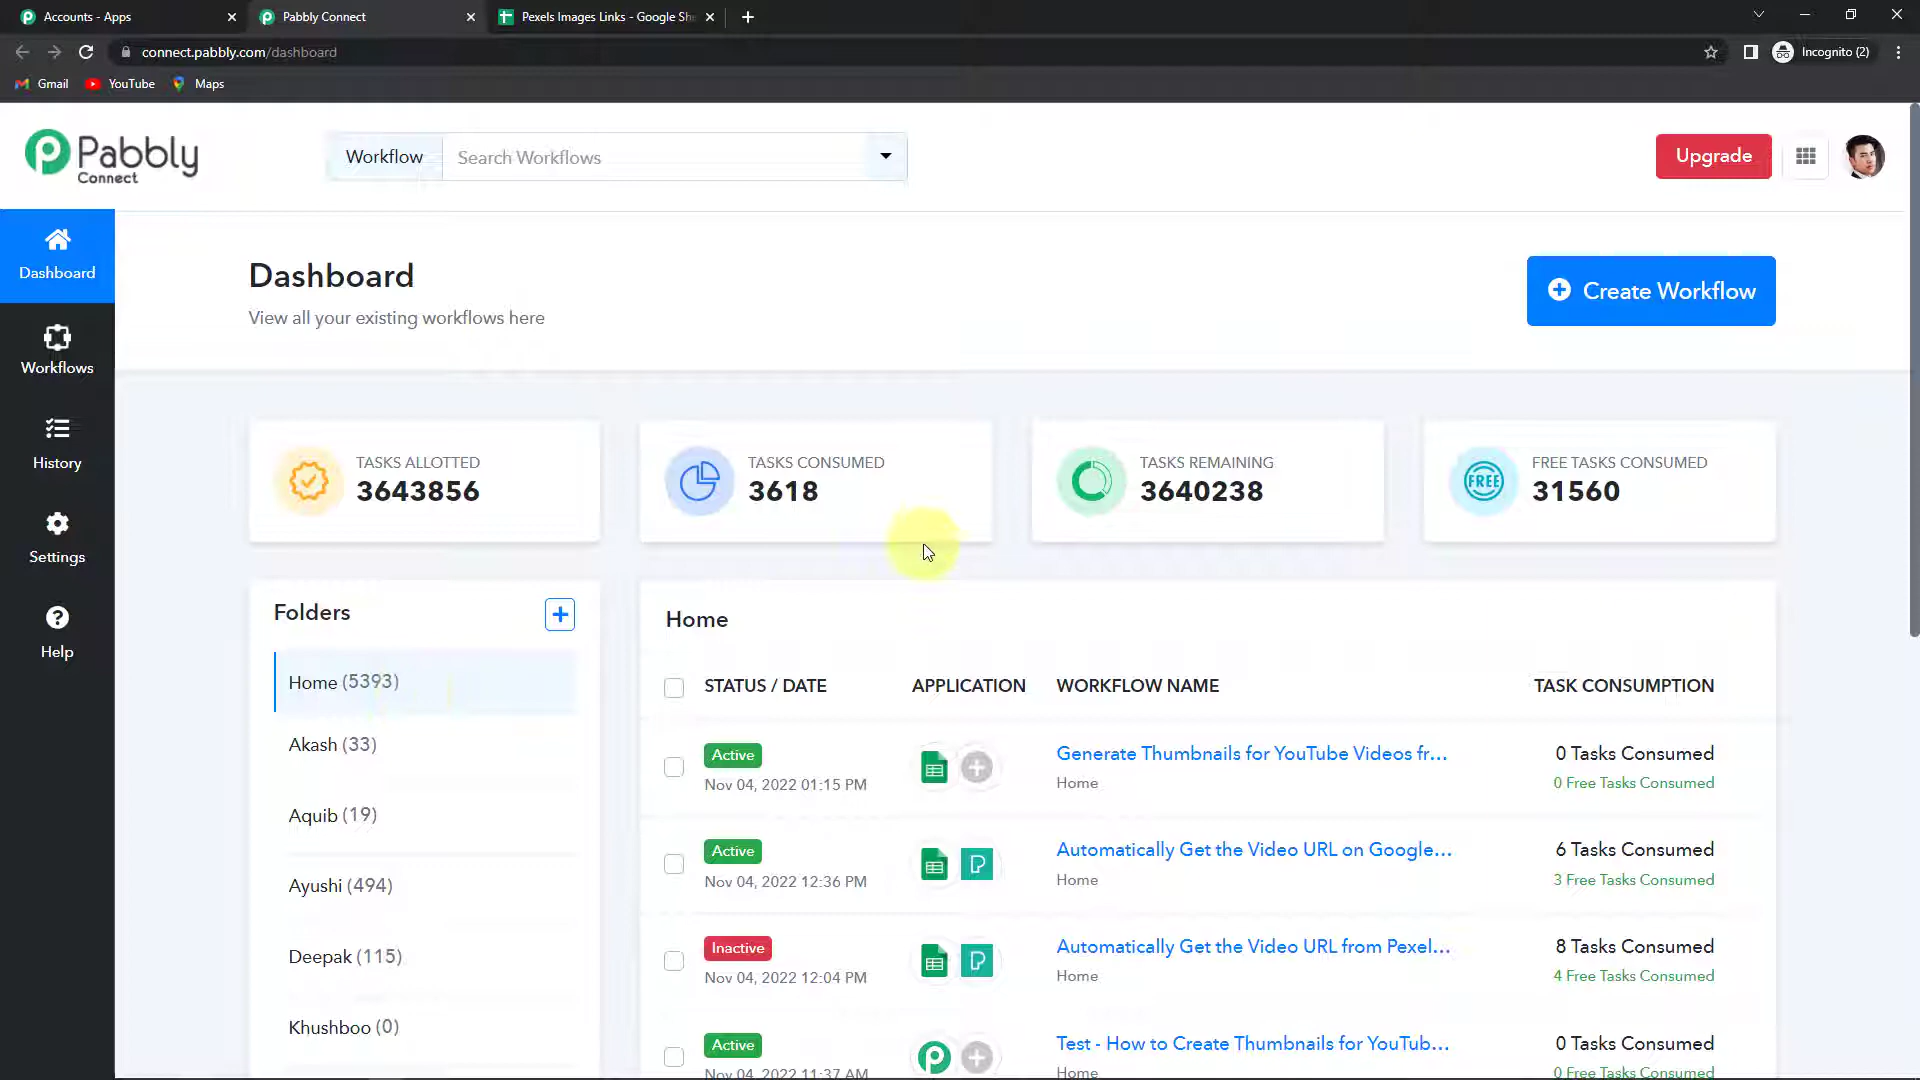 Accounts - Apps
Pabbly Connect
Pexels Images Links - Google She
connect.pabbly.com/dashboard
Incognito (2)
Gmail
YouTube
Maps
Pabbly
Connect
Workflow
Search Workflows
Upgrade
Dashboard
Workflows
History
Settings
Help
Dashboard
View all your existing workflows here
Create Workflow
TASKS ALLOTTED
3643856
TASKS CONSUMED
3618
TASKS REMAINING
3640238
FREE
FREE TASKS CONSUMED
31560
Folders
Home (5393)
Akash (33)
Aquib (19)
Ayushi (494)
Deepak (115)
Khushboo (0)
Home
STATUS / DATE APPLICATION WORKFLOW NAME TASK CONSUMPTION
Active
Nov 04, 2022 01:15 PM
Generate Thumbnails for YouTube Videos fr...
Home
0 Tasks Consumed
0 Free Tasks Consumed
Active
Nov 04, 2022 12:36 PM
Automatically Get the Video URL on Google...
Home
6 Tasks Consumed
3 Free Tasks Consumed
Inactive
Nov 04, 2022 12:04 PM
Automatically Get the Video URL from Pexel...
Home
8 Tasks Consumed
4 Free Tasks Consumed
Active
Nov 04, 2022 11:37 AM
Test - How to Create Thumbnails for YouTub...
Home
0 Tasks Consumed
0 Free Tasks Consumed